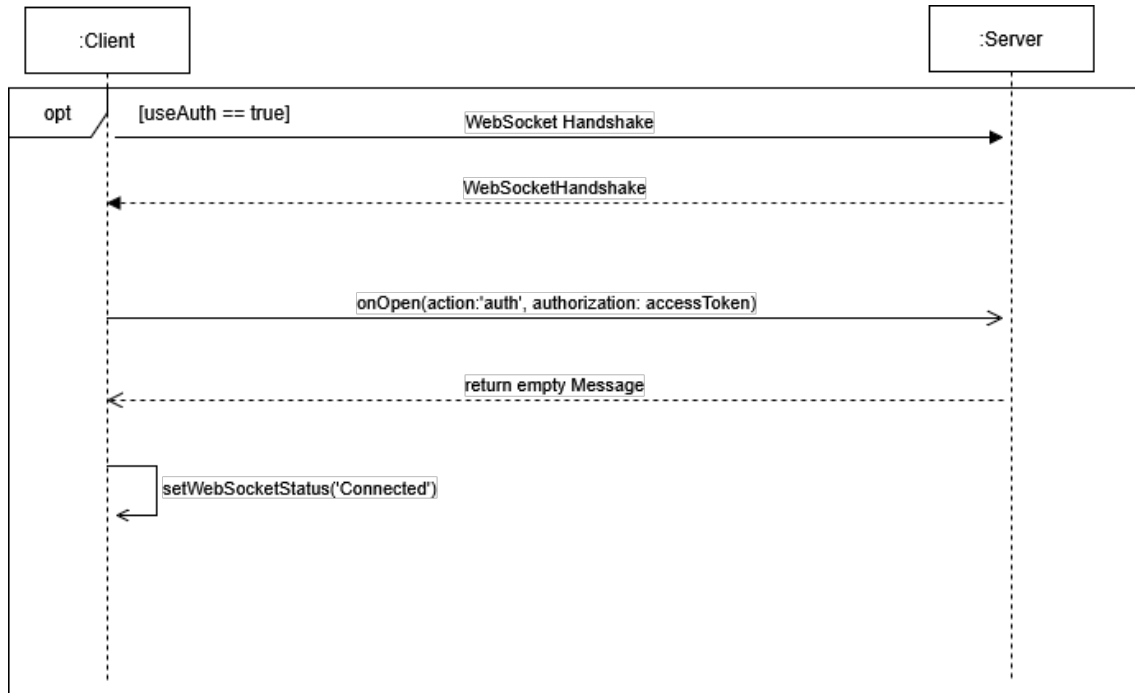 :Client
:Server
opt
[useAuth == true]
WebSocket Handshake
WebSocketHandshake
onOpen(action:'auth', authorization: accessToken)
return empty Message
setWebSocketStatus('Connected')